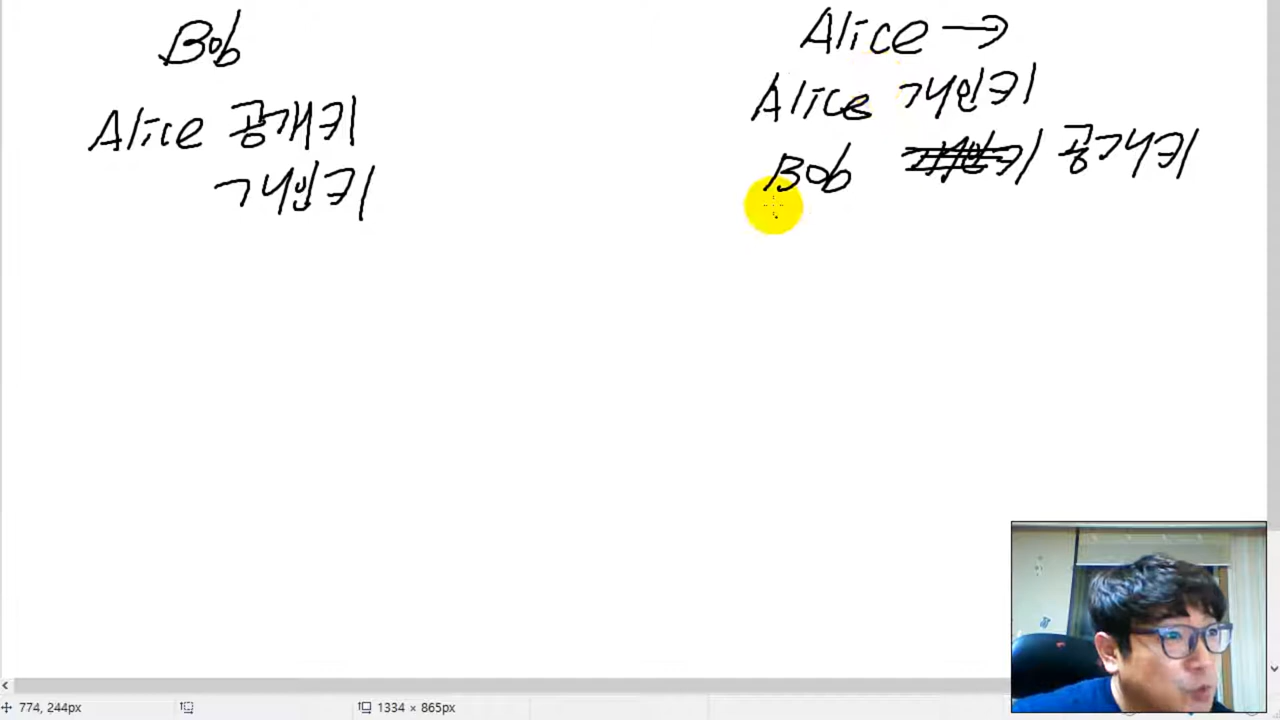 Bob
Alice 공개키
개인키
Alice →
Alice 개인키
Bob 개인키 공개키
774, 244px
1334 × 865px